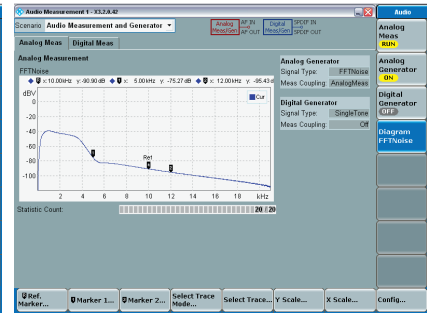 Audio Measurement 1 - X3.2.0.42
Scenario Audio Measurement and Generator
Analog Meas/Gen AF IN AF OUT Digital Meas/Gen SPDIF IN SPDIF OUT
Analog Meas Digital Meas
Analog Measurement
FFTNoise
x: 10.00kHz y: -90.90 dB x: 5.00kHz y: -75.27 dB x: 12.00kHz y: -95.43 d
dBV
Cur
0
-20
-40
-60
-80
-100
Ref
2 4 6 8 10 12 14 16 18 kHz
Statistic Count: 20 / 20
Analog Generator
Signal Type: FFTNoise
Meas Coupling: AnalogMeas
Digital Generator
Signal Type: SingleTone
Meas Coupling: Off
Audio
Analog Meas
RUN
Analog Generator
ON
Digital Generator
OFF
Diagram
FFTNoise
Ref. Marker...
Marker 1...
Marker 2...
Select Trace Mode...
Select Trace...
Y Scale...
X Scale...
Config...